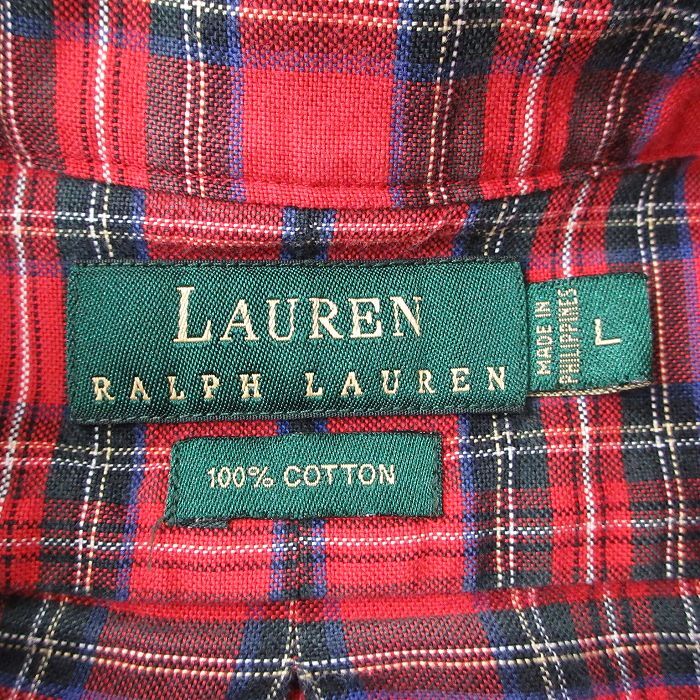 LAUREN
RALPH LAUREN
MADE IN
PHILIPPINES
L
100% COTTON